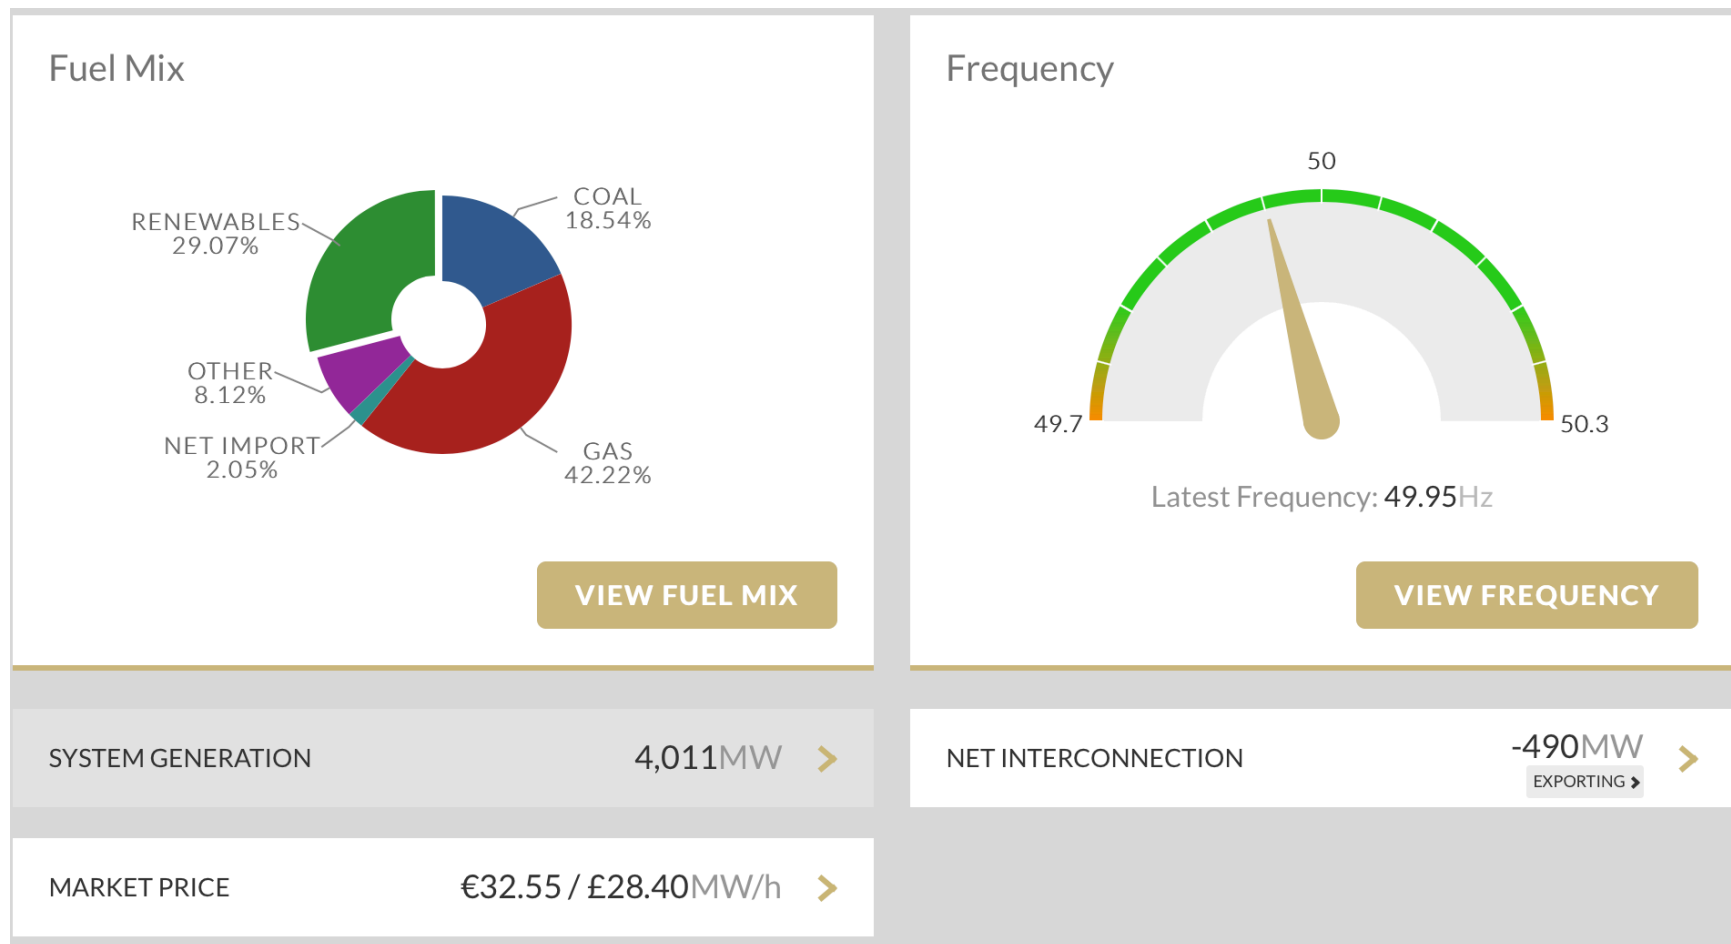 Fuel Mix
COAL
18.54%
RENEWABLES
29.07%
OTHER
8.12%
NET IMPORT
2.05%
GAS
42.22%
VIEW FUEL MIX
Frequency
50
49.7
50.3
Latest Frequency: 49.95Hz
VIEW FREQUENCY
SYSTEM GENERATION
4,011MW
NET INTERCONNECTION
-490MW
EXPORTING
MARKET PRICE
€32.55 / £28.40MW/h